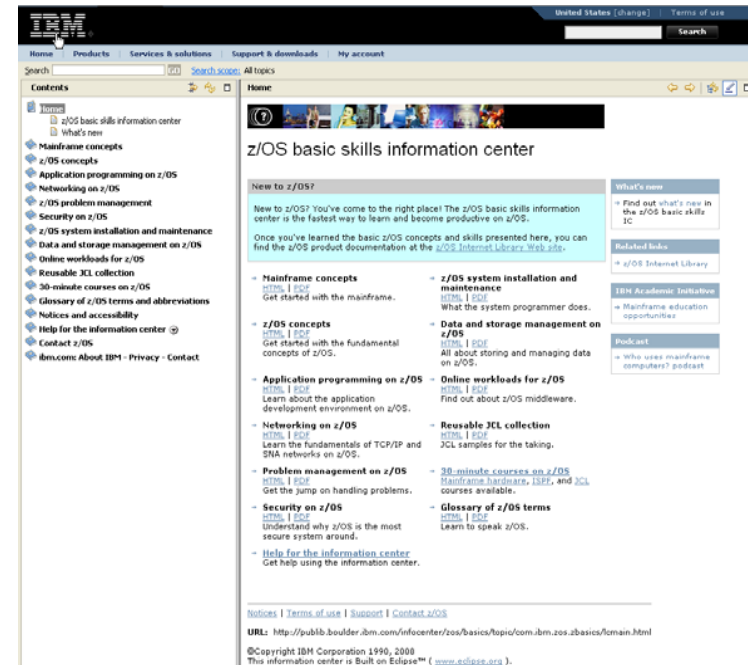 United States [change] | Terms of use
IBM
Search
Home | Products | Services & solutions | Support & downloads | My account
Search GO Search scope: All topics
Contents
Home
z/OS basic skills information center
What's new
Mainframe concepts
z/OS concepts
Application programming on z/OS
Networking on z/OS
z/OS problem management
Security on z/OS
z/OS system installation and maintenance
Data and storage management on z/OS
Online workloads for z/OS
Reusable JCL collection
30-minute courses on z/OS
Glossary of z/OS terms and abbreviations
Notices and accessibility
Help for the information center
Contact z/OS
ibm.com: About IBM - Privacy - Contact
Home
z/OS basic skills information center
New to z/OS?
New to z/OS? You've come to the right place! The z/OS basic skills information
center is the fastest way to learn and become productive on z/OS.
Once you've learned the basic z/OS concepts and skills presented here, you can
find the z/OS product documentation at the z/OS Internet Library Web site.
Mainframe concepts
HTML | PDF
Get started with the mainframe.
z/OS concepts
HTML | PDF
Get started with the fundamental
concepts of z/OS.
Application programming on z/OS
HTML | PDF
Learn about the application
development environment on z/OS.
Networking on z/OS
HTML | PDF
Learn the fundamentals of TCP/IP and
SNA networks on z/OS.
Problem management on z/OS
HTML | PDF
Get the jump on handling problems.
Security on z/OS
HTML | PDF
Understand why z/OS is the most
secure system around.
Help for the information center
Get help using the information center.
z/OS system installation and
maintenance
HTML | PDF
What the system programmer does.
Data and storage management on
z/OS
HTML | PDF
All about storing and managing data
on z/OS.
Online workloads for z/OS
HTML | PDF
Find out about z/OS middleware.
Reusable JCL collection
HTML | PDF
JCL samples for the taking.
30-minute courses on z/OS
Mainframe hardware, ISPF, and JCL
courses available.
Glossary of z/OS terms
HTML | PDF
Learn to speak z/OS.
What's new
Find out what's new in
the z/OS basic skills
IC
Related links
z/OS Internet Library
IBM Academic Initiative
Mainframe education
opportunities
Podcast
Who uses mainframe
computers? podcast
Notices | Terms of use | Support | Contact z/OS
URL: http://publib.boulder.ibm.com/infocenter/zos/basics/topic/com.ibm.zos.zbasics/lcmain.html
©Copyright IBM Corporation 1990, 2008
This information center is Built on Eclipse™ ( www.eclipse.org ).